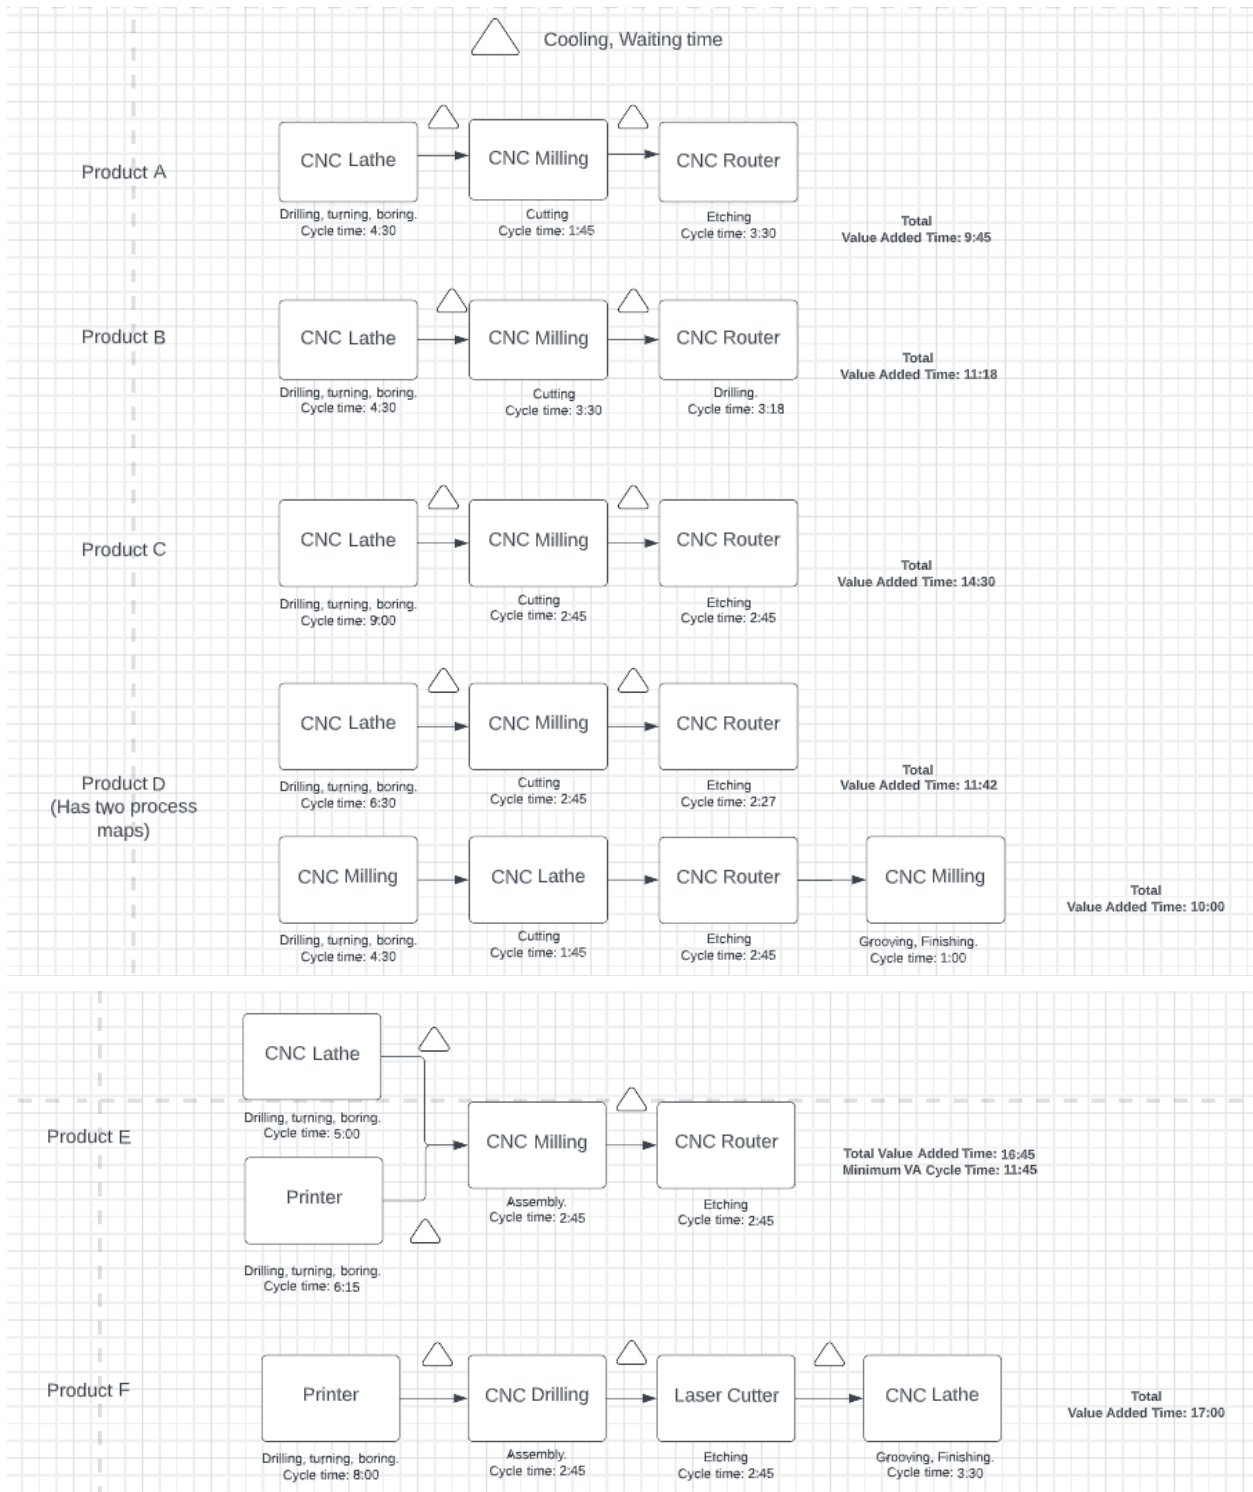 Cooling, Waiting time
Product A
CNC Lathe
Drilling, turning, boring.
Cycle time: 4:30
CNC Milling
Cutting
Cycle time: 1:45
CNC Router
Etching
Cycle time: 3:30
Total
Value Added Time: 9:45
Product B
CNC Lathe
Drilling, turning, boring.
Cycle time: 4:30
CNC Milling
Cutting
Cycle time: 3:30
CNC Router
Drilling.
Cycle time: 3:18
Total
Value Added Time: 11:18
Product C
CNC Lathe
Drilling, turning, boring.
Cycle time: 9:00
CNC Milling
Cutting
Cycle time: 2:45
CNC Router
Etching
Cycle time: 2:45
Total
Value Added Time: 14:30
Product D
(Has two process
maps)
CNC Lathe
Drilling, turning, boring.
Cycle time: 6:30
CNC Milling
Cutting
Cycle time: 2:45
CNC Router
Etching
Cycle time: 2:27
Total
Value Added Time: 11:42
CNC Milling
Drilling, turning, boring.
Cycle time: 4:30
CNC Lathe
Cutting
Cycle time: 1:45
CNC Router
Etching
Cycle time: 2:45
CNC Milling
Grooving, Finishing.
Cycle time: 1:00
Total
Value Added Time: 10:00
Product E
CNC Lathe
Drilling, turning, boring.
Cycle time: 5:00
Printer
Drilling, turning, boring.
Cycle time: 6:15
CNC Milling
Assembly.
Cycle time: 2:45
CNC Router
Etching
Cycle time: 2:45
Total Value Added Time: 16:45
Minimum VA Cycle Time: 11:45
Product F
Printer
Drilling, turning, boring.
Cycle time: 8:00
CNC Drilling
Assembly.
Cycle time: 2:45
Laser Cutter
Etching
Cycle time: 2:45
CNC Lathe
Grooving, Finishing.
Cycle time: 3:30
Total
Value Added Time: 17:00